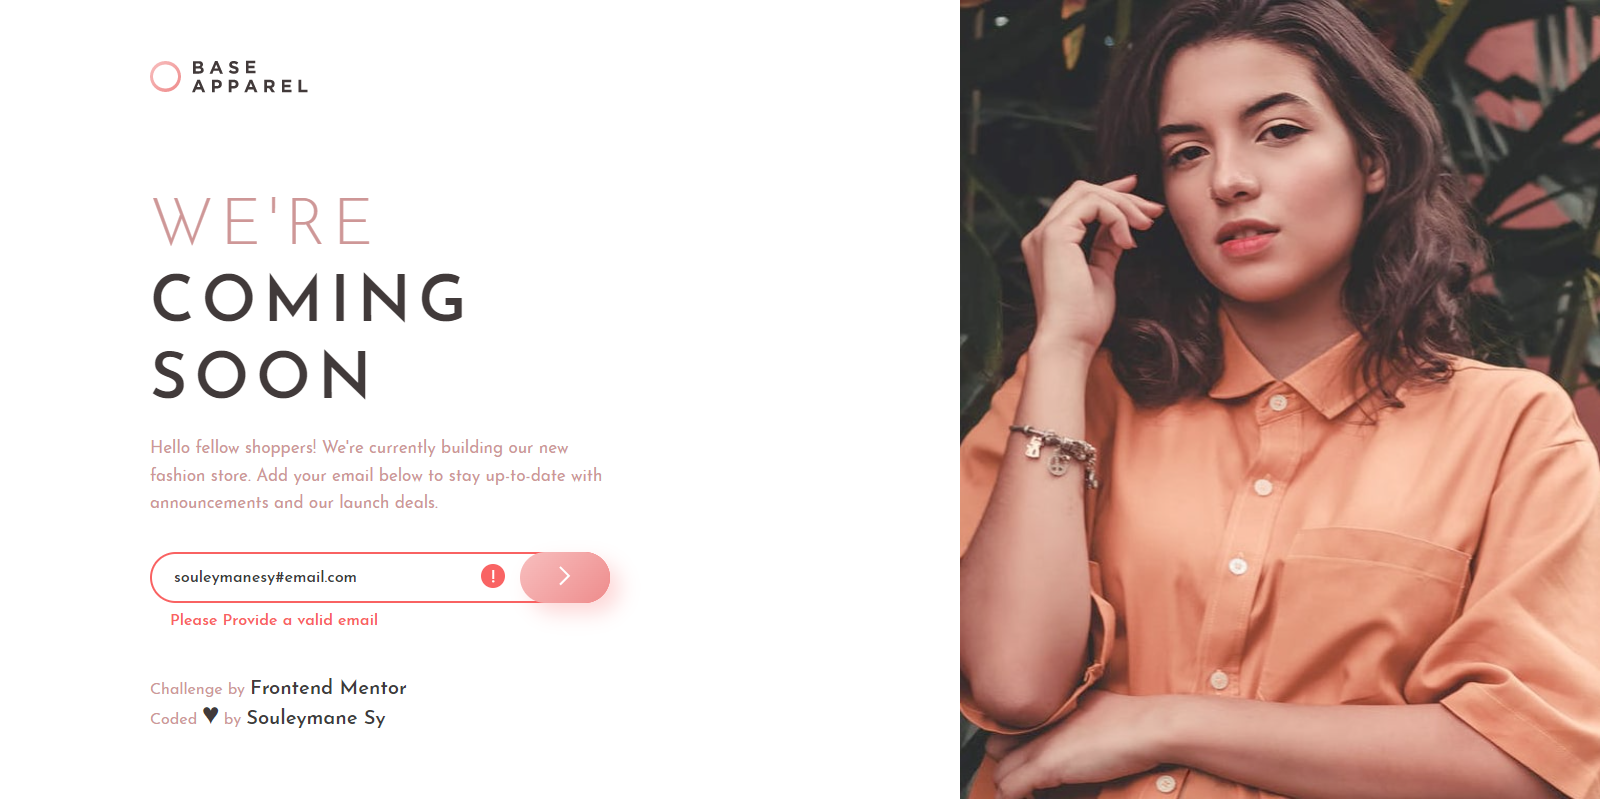 BASE
APPAREL
WE'RE
COMING
SOON
Hello fellow shoppers! We're currently building our new
fashion store. Add your email below to stay up-to-date with
announcements and our launch deals.
souleymanesy#email.com !
Please Provide a valid email
Challenge by Frontend Mentor
Coded ♥ by Souleymane Sy